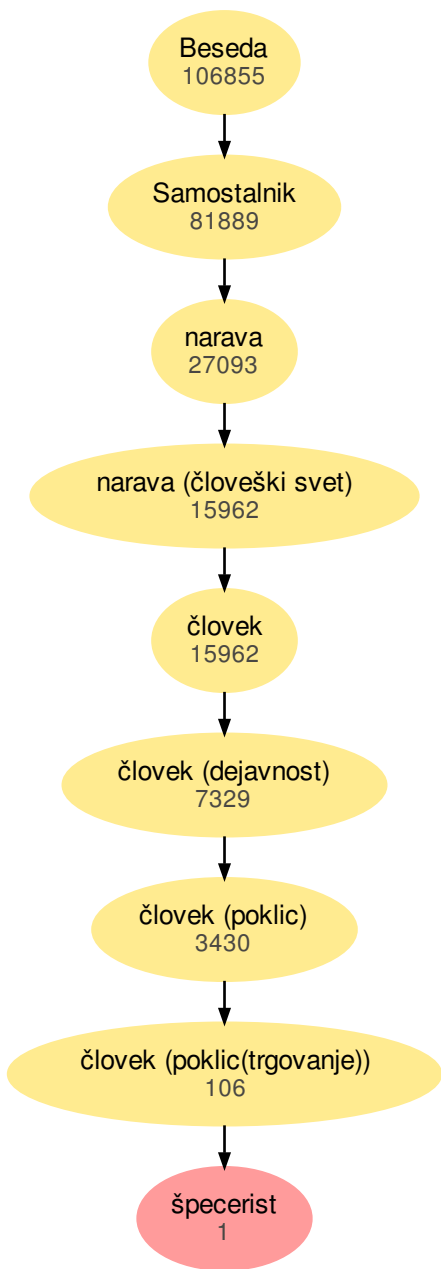 Beseda
106855
Samostalnik
81889
narava
27093
narava (človeški svet)
15962
človek
15962
človek (dejavnost)
7329
človek (poklic)
3430
človek (poklic(trgovanje))
106
špecerist
1